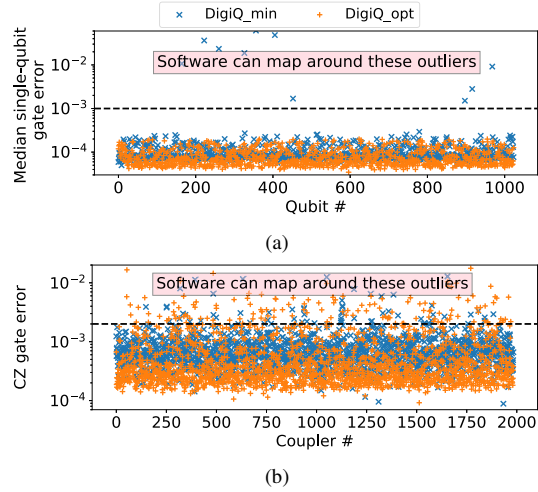 DigiQ_min DigiQ_opt
Median single-qubit
gate error
10⁻²
10⁻³
10⁻⁴
Software can map around these outliers
0 200 400 600 800 1000
Qubit #
(a)
CZ gate error
10⁻²
10⁻³
10⁻⁴
Software can map around these outliers
0 250 500 750 1000 1250 1500 1750 2000
Coupler #
(b)